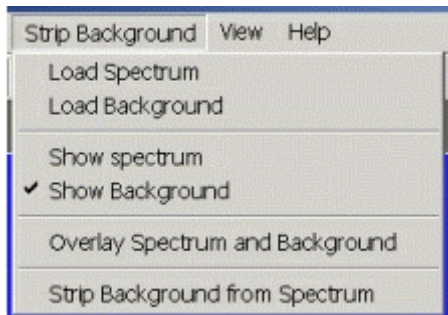 Strip Background View Help
Load Spectrum
Load Background
Show spectrum
Show Background
Overlay Spectrum and Background
Strip Background from Spectrum